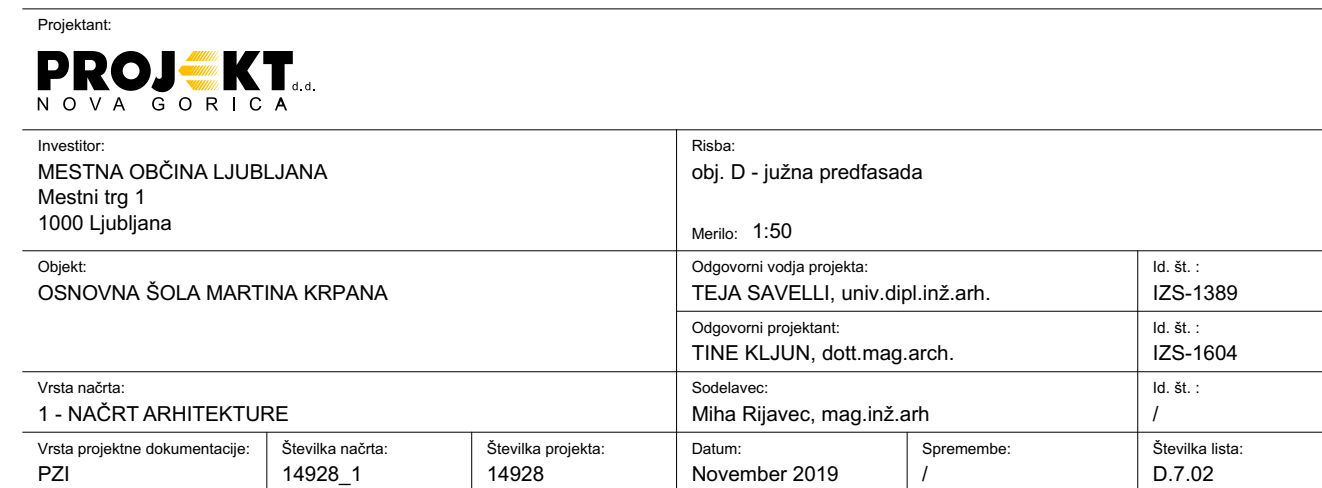 Projektant:
PROJEKT d.d.
NOVA GORICA
Investitor:
MESTNA OBČINA LJUBLJANA
Mestni trg 1
1000 Ljubljana
Risba:
obj. D - južna predfasada
Merilo: 1:50
Objekt:
OSNOVNA ŠOLA MARTINA KRPANA
Odgovorni vodja projekta:
TEJA SAVELLI, univ.dipl.inž.arh.
Id. št. :
IZS-1389
Odgovorni projektant:
TINE KLJUN, dott.mag.arch.
Id. št. :
IZS-1604
Vrsta načrta:
1 - NAČRT ARHITEKTURE
Sodelavec:
Miha Rijavec, mag.inž.arh
Id. št. :
/
Vrsta projektne dokumentacije:
PZI
Številka načrta:
14928_1
Številka projekta:
14928
Datum:
November 2019
Spremembe:
/
Številka lista:
D.7.02